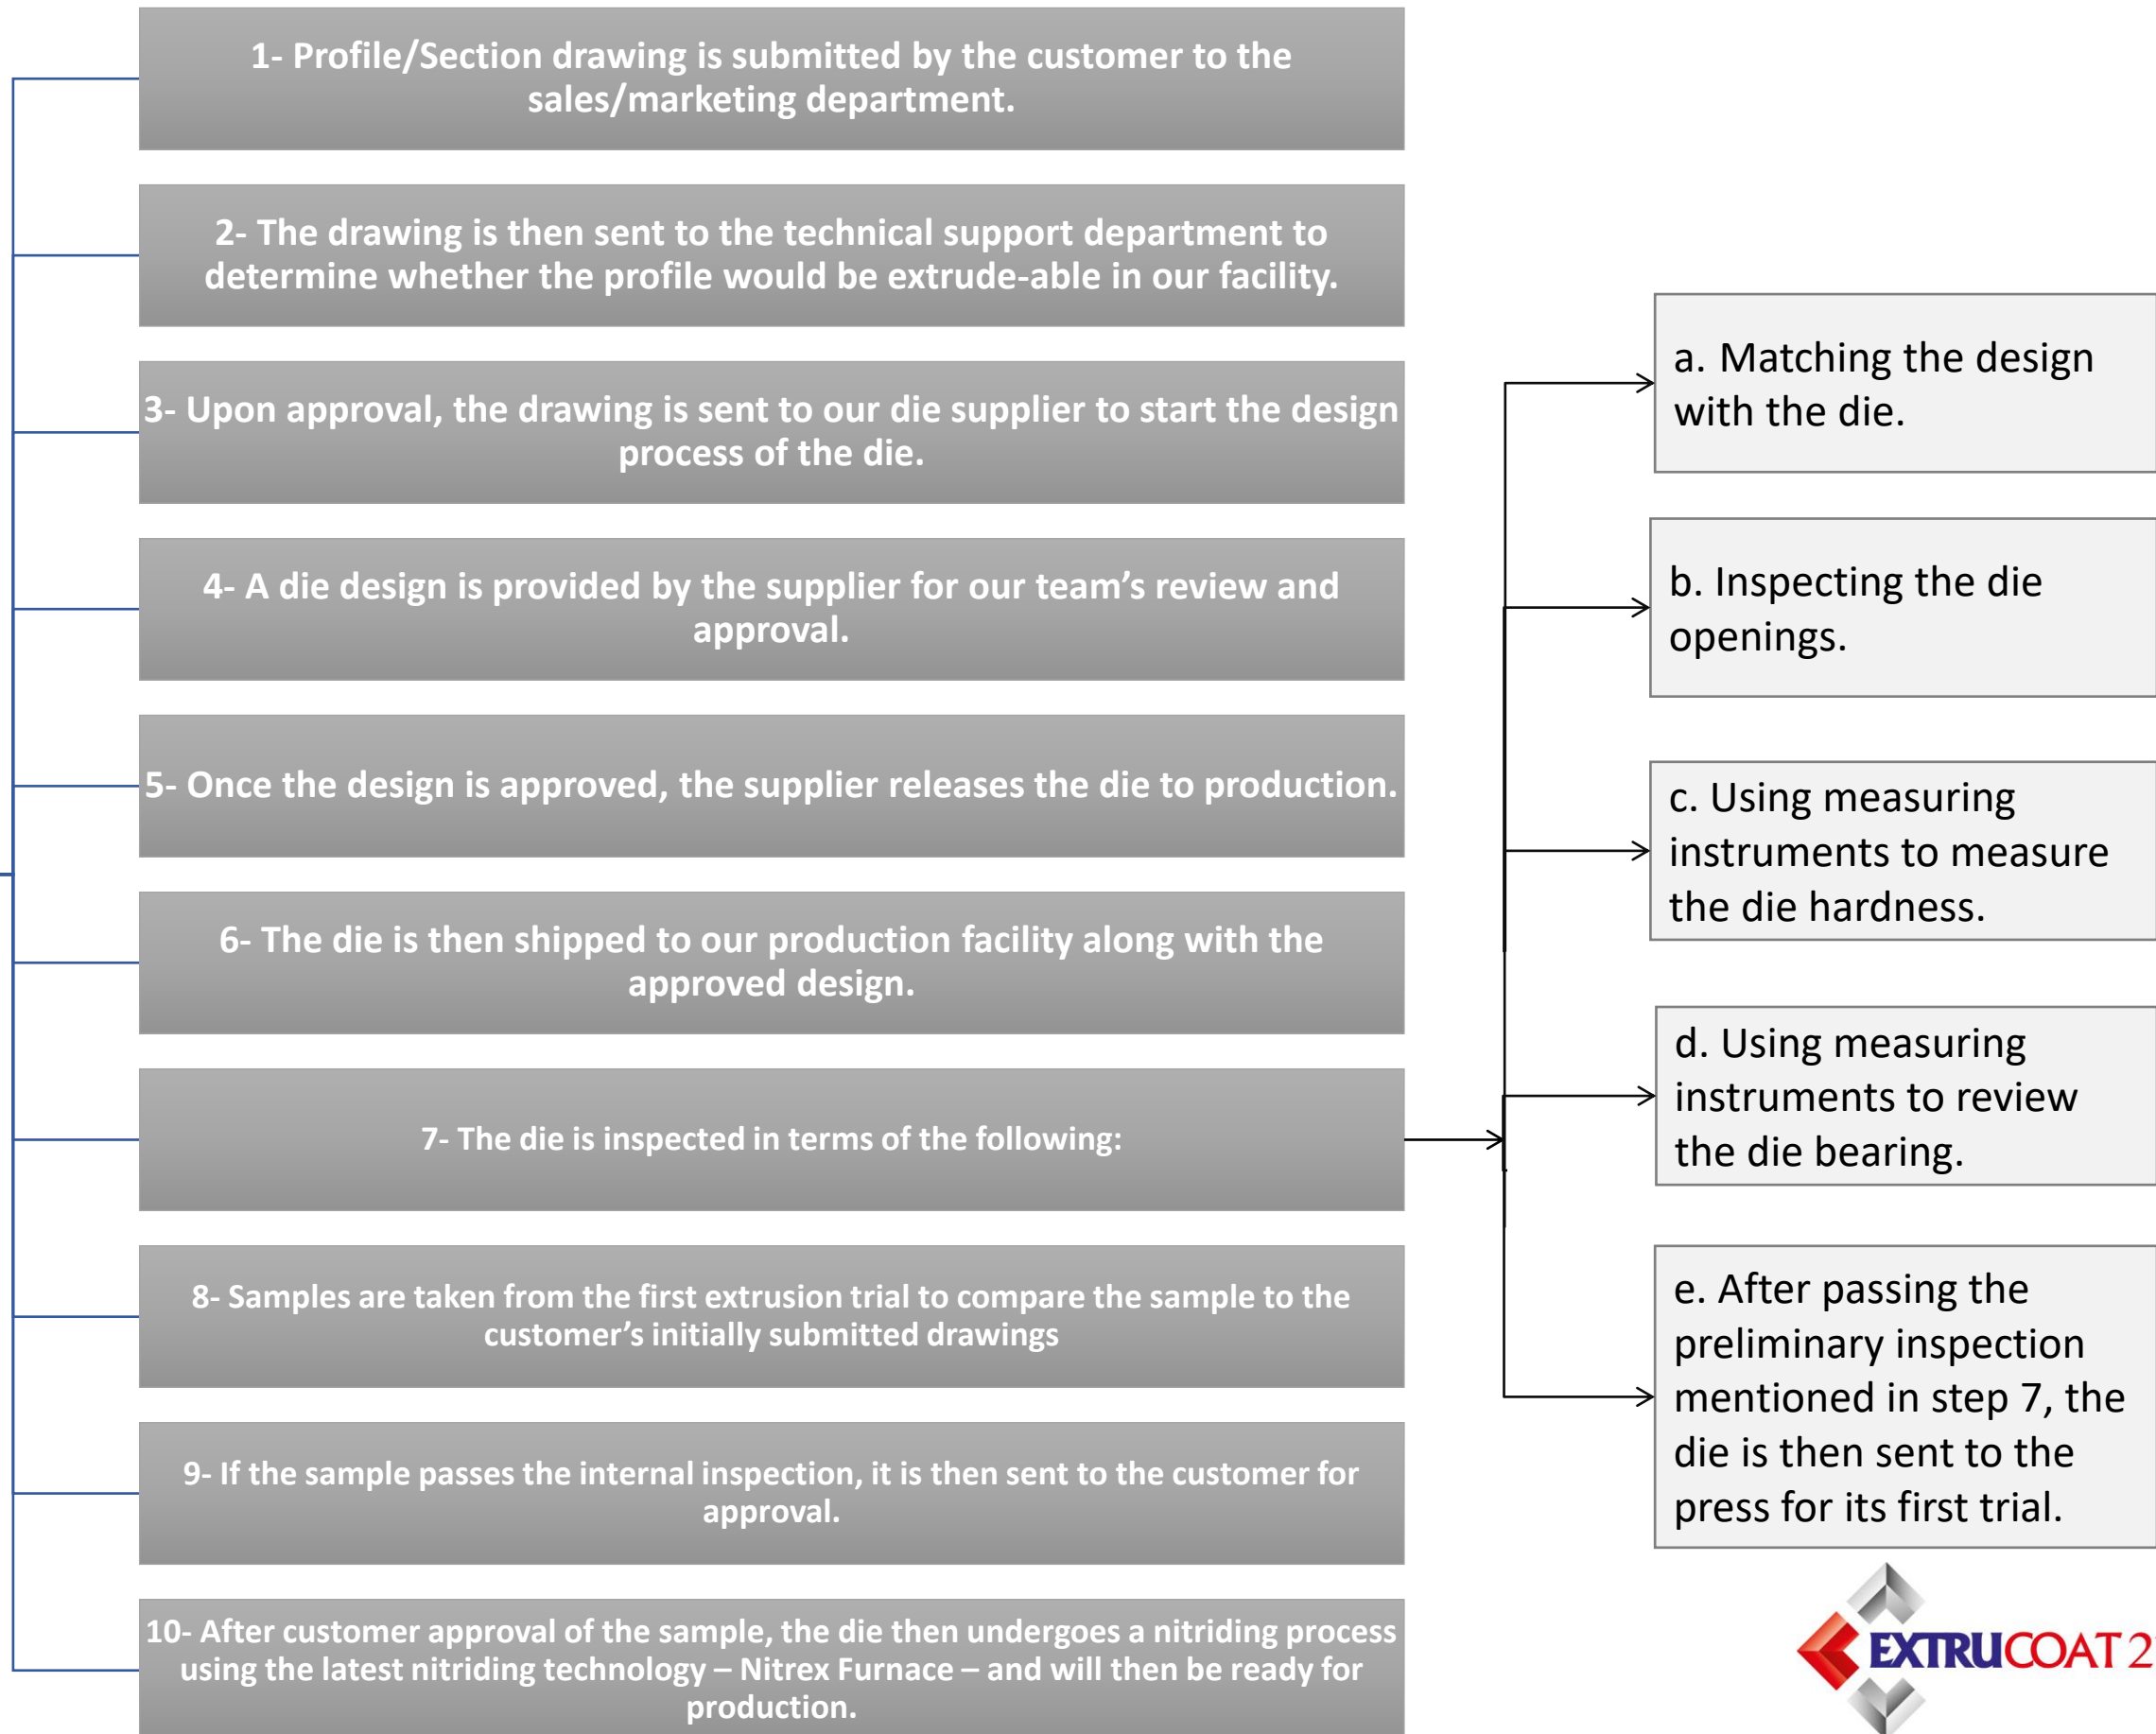 1- Profile/Section drawing is submitted by the customer to the
sales/marketing department.
2- The drawing is then sent to the technical support department to
determine whether the profile would be extrude-able in our facility.
3- Upon approval, the drawing is sent to our die supplier to start the design
process of the die.
4- A die design is provided by the supplier for our team’s review and
approval.
5- Once the design is approved, the supplier releases the die to production.
6- The die is then shipped to our production facility along with the
approved design.
7- The die is inspected in terms of the following:
a. Matching the design
with the die.
b. Inspecting the die
openings.
c. Using measuring
instruments to measure
the die hardness.
d. Using measuring
instruments to review
the die bearing.
e. After passing the
preliminary inspection
mentioned in step 7, the
die is then sent to the
press for its first trial.
8- Samples are taken from the first extrusion trial to compare the sample to the
customer’s initially submitted drawings
9- If the sample passes the internal inspection, it is then sent to the customer for
approval.
10- After customer approval of the sample, the die then undergoes a nitriding process
using the latest nitriding technology – Nitrex Furnace – and will then be ready for
production.
EXTRUCOAT 2